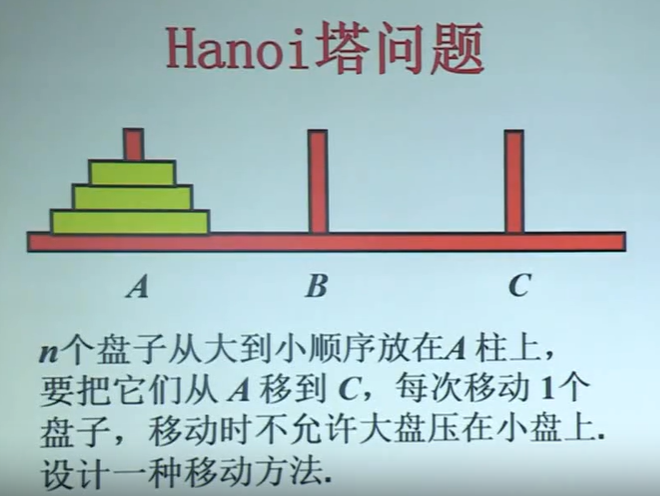 Hanoi塔问题
A B C
n个盘子从大到小顺序放在A柱上，
要把它们从 A 移到 C，每次移动 1个
盘子，移动时不允许大盘压在小盘上.
设计一种移动方法.